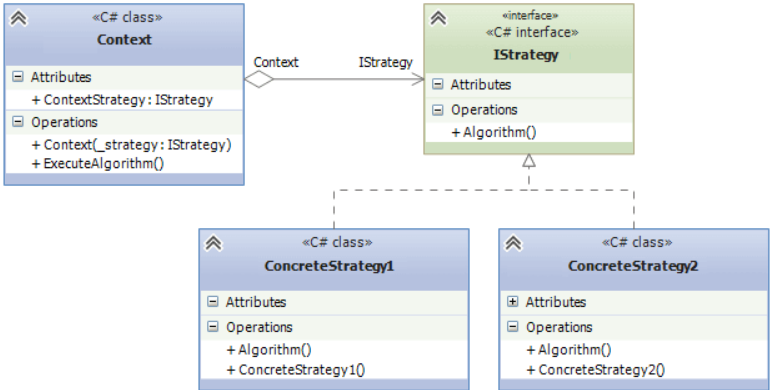 «C# class»
Context
Attributes
+ ContextStrategy : IStrategy
Operations
+ Context(_strategy : IStrategy)
+ ExecuteAlgorithm()
Context
IStrategy
«interface»
«C# interface»
IStrategy
Attributes
Operations
+ Algorithm()
«C# class»
ConcreteStrategy1
Attributes
Operations
+ Algorithm()
+ ConcreteStrategy1()
«C# class»
ConcreteStrategy2
Attributes
Operations
+ Algorithm()
+ ConcreteStrategy2()